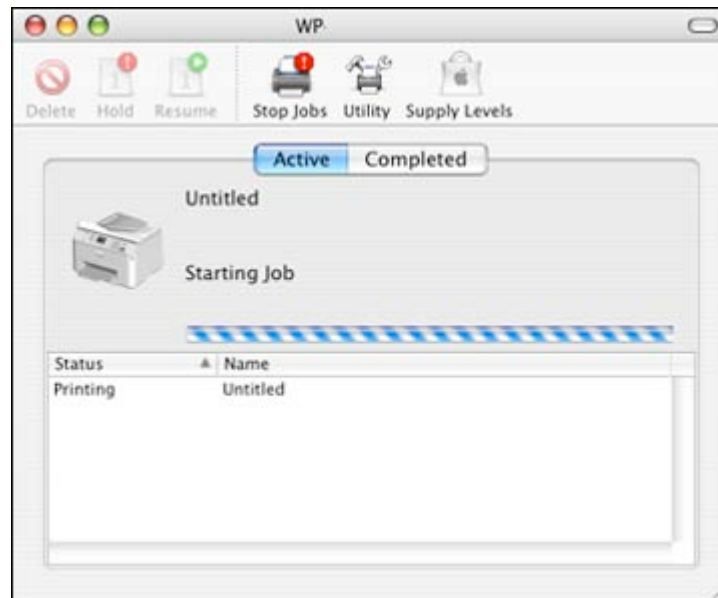 WP-
Delete Hold Resume Stop Jobs Utility Supply Levels
Active Completed
Untitled
Starting Job
Status Name
Printing Untitled